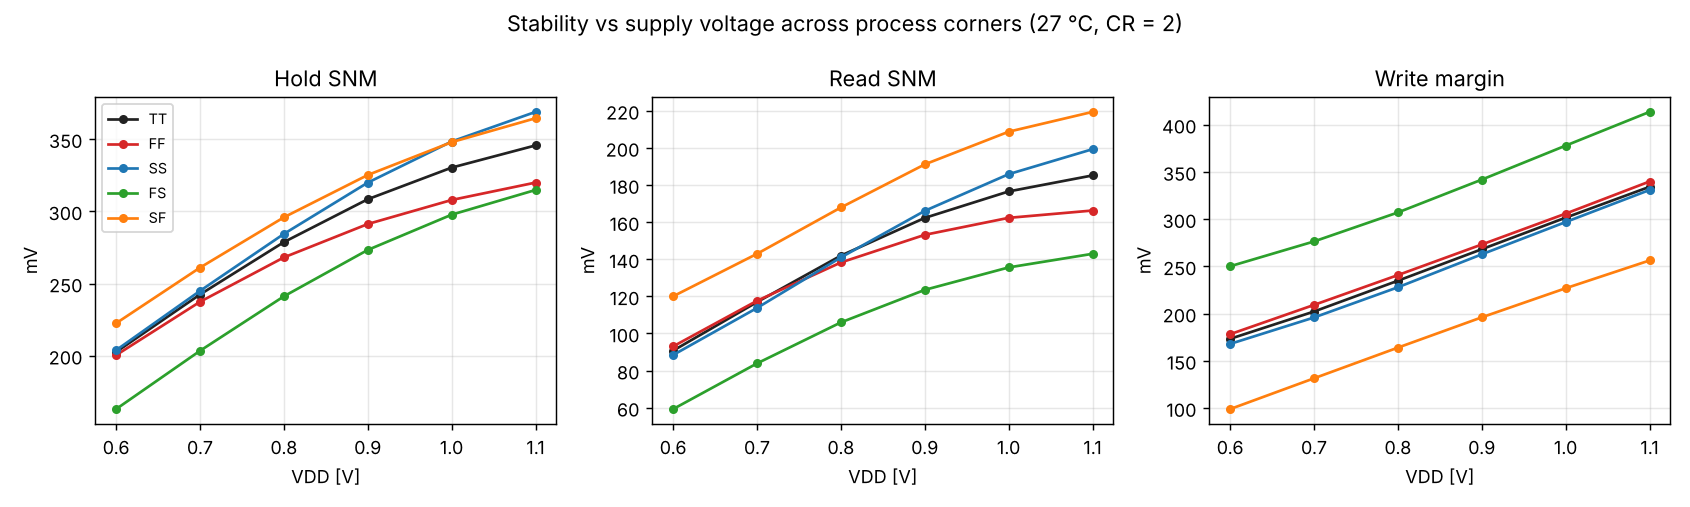 Stability vs supply voltage across process corners (27 °C, CR = 2)
Hold SNM
mV
350
300
250
200
TT
FF
SS
FS
SF
0.6 0.7 0.8 0.9 1.0 1.1
VDD [V]
Read SNM
mV
220
200
180
160
140
120
100
80
60
0.6 0.7 0.8 0.9 1.0 1.1
VDD [V]
Write margin
mV
400
350
300
250
200
150
100
0.6 0.7 0.8 0.9 1.0 1.1
VDD [V]